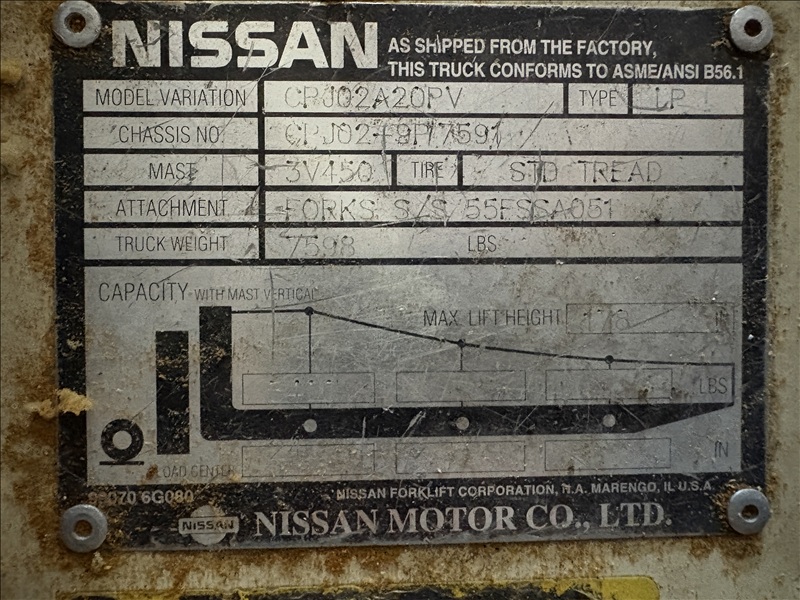 NISSAN
AS SHIPPED FROM THE FACTORY,
THIS TRUCK CONFORMS TO ASME/ANSI B56.1
MODEL VARIATION CPJ02A20PV TYPE LP
CHASSIS NO.
MAST 3V450 TIRE STD TREAD
ATTACHMENT FORKS S/S 55FSSA051
TRUCK WEIGHT 7598 LBS
CAPACITY WITH MAST VERTICAL
MAX. LIFT HEIGHT IN
LBS
LOAD CENTER IN
6G080
NISSAN FORKLIFT CORPORATION, N.A. MARENGO, IL U.S.A.
NISSAN NISSAN MOTOR CO., LTD.